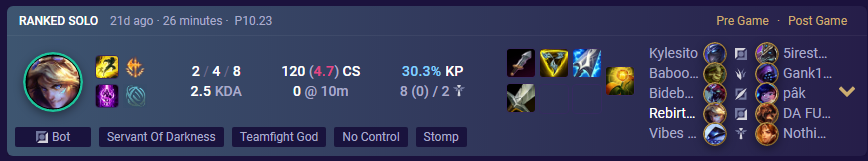 RANKED SOLO 21d ago · 26 minutes · P10.23 Pre Game · Post Game
2 / 4 / 8 120 (4.7) CS 30.3% KP
2.5 KDA 0 @ 10m 8 (0) / 2
Kylesito 5irest...
Baboo... Gank1...
Bideb... pâk
Rebirt... DA FU...
Vibes ... Nothi...
Bot Servant Of Darkness Teamfight God No Control Stomp